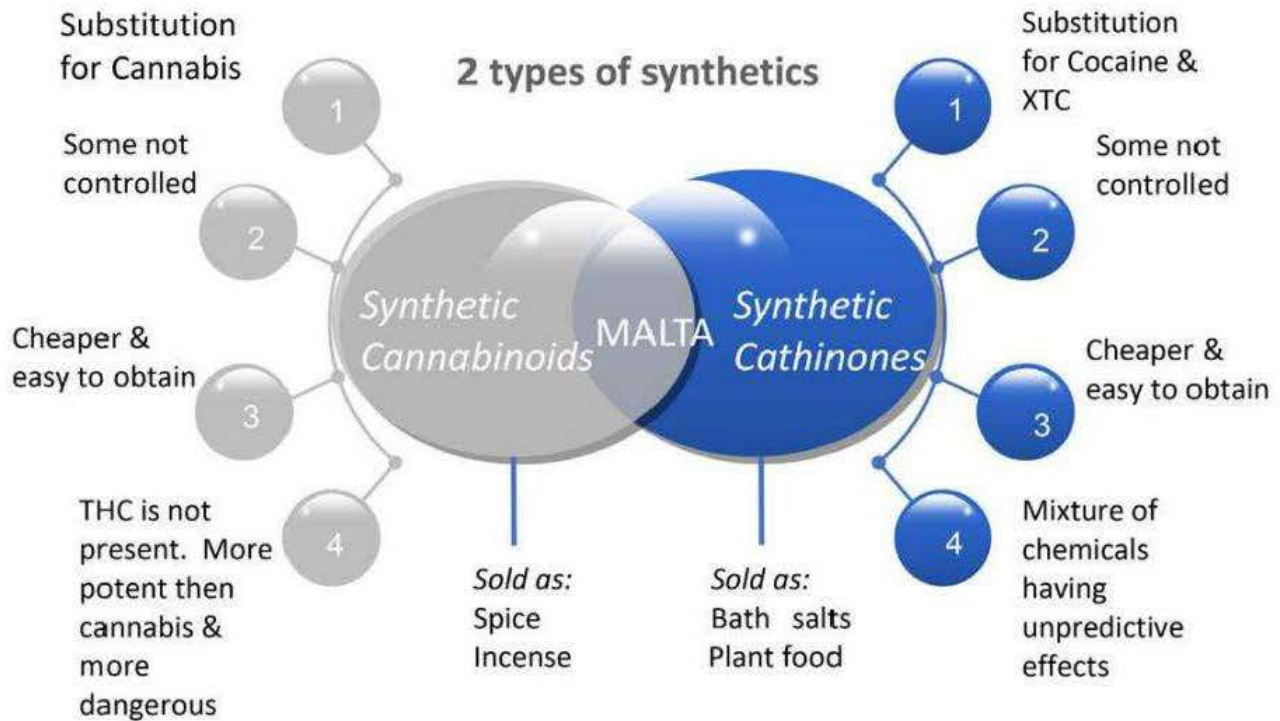 2 types of synthetics
Substitution
for Cannabis
1
Some not
controlled
2
Cheaper &
easy to obtain
3
THC is not
present. More
potent then
cannabis &
more
dangerous
4
Synthetic
Cannabinoids
MALTA
Synthetic
Cathinones
Sold as:
Spice
Incense
Sold as:
Bath salts
Plant food
Substitution
for Cocaine &
XTC
1
Some not
controlled
2
Cheaper &
easy to obtain
3
Mixture of
chemicals
having
unpredictive
effects
4